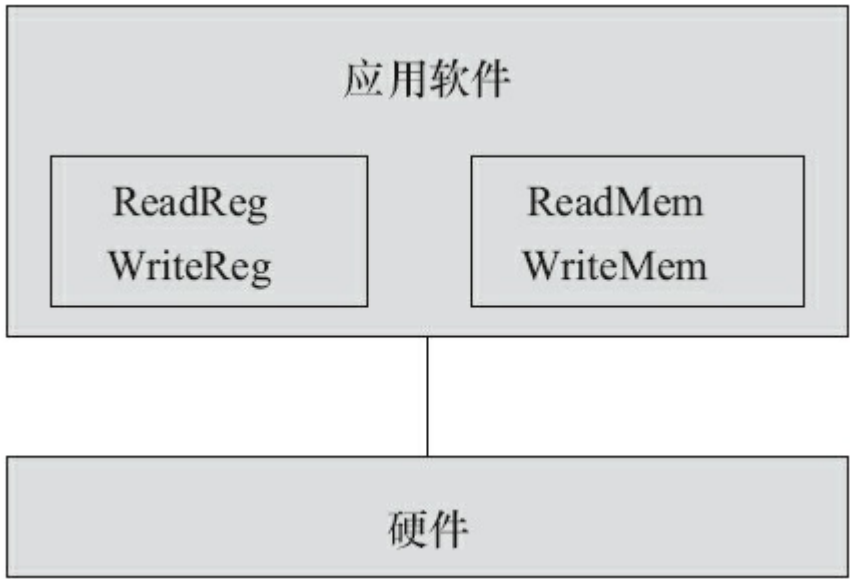 应用软件
ReadReg
WriteReg
ReadMem
WriteMem
硬件